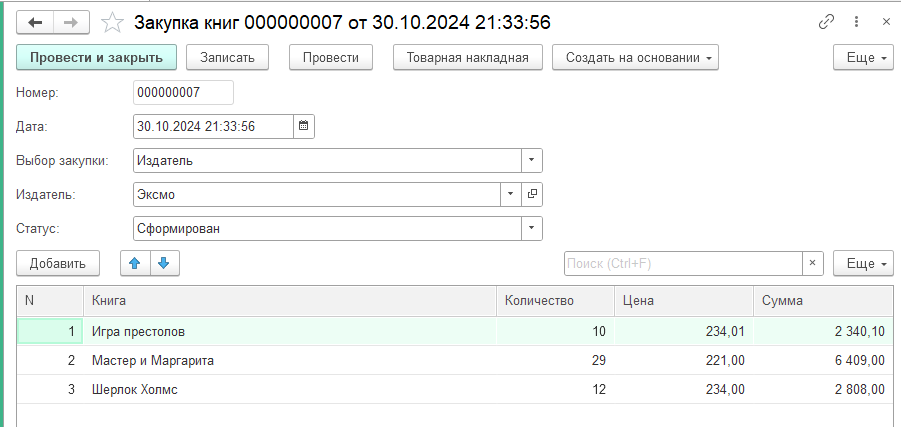 Закупка книг 000000007 от 30.10.2024 21:33:56
Провести и закрыть Записать Провести Товарная накладная Создать на основании Еще
Номер: 000000007
Дата: 30.10.2024 21:33:56
Выбор закупки: Издатель
Издатель: Эксмо
Статус: Сформирован
Добавить Поиск (Ctrl+F) × Еще
N Книга Количество Цена Сумма
1 Игра престолов 10 234,01 2 340,10
2 Мастер и Маргарита 29 221,00 6 409,00
3 Шерлок Холмс 12 234,00 2 808,00